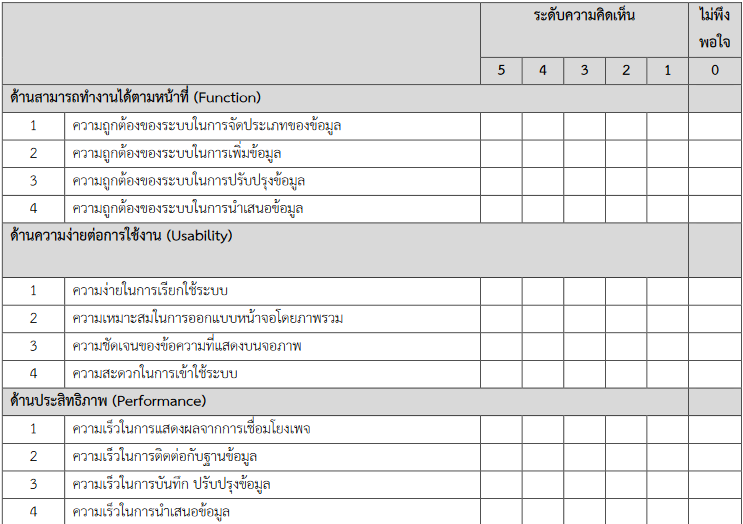 ระดับความคิดเห็น ไม่พึง
พอใจ
5 4 3 2 1 0
ด้านสามารถทำงานได้ตามหน้าที่ (Function)
1 ความถูกต้องของระบบในการจัดประเภทของข้อมูล
2 ความถูกต้องของระบบในการเพิ่มข้อมูล
3 ความถูกต้องของระบบในการปรับปรุงข้อมูล
4 ความถูกต้องของระบบในการนำเสนอข้อมูล
ด้านความง่ายต่อการใช้งาน (Usability)
1 ความง่ายในการเรียกใช้ระบบ
2 ความเหมาะสมในการออกแบบหน้าจอโดยภาพรวม
3 ความชัดเจนของข้อความที่แสดงบนจอภาพ
4 ความสะดวกในการเข้าใช้ระบบ
ด้านประสิทธิภาพ (Performance)
1 ความเร็วในการแสดงผลจากการเชื่อมโยงเพจ
2 ความเร็วในการติดต่อกับฐานข้อมูล
3 ความเร็วในการบันทึก ปรับปรุงข้อมูล
4 ความเร็วในการนำเสนอข้อมูล